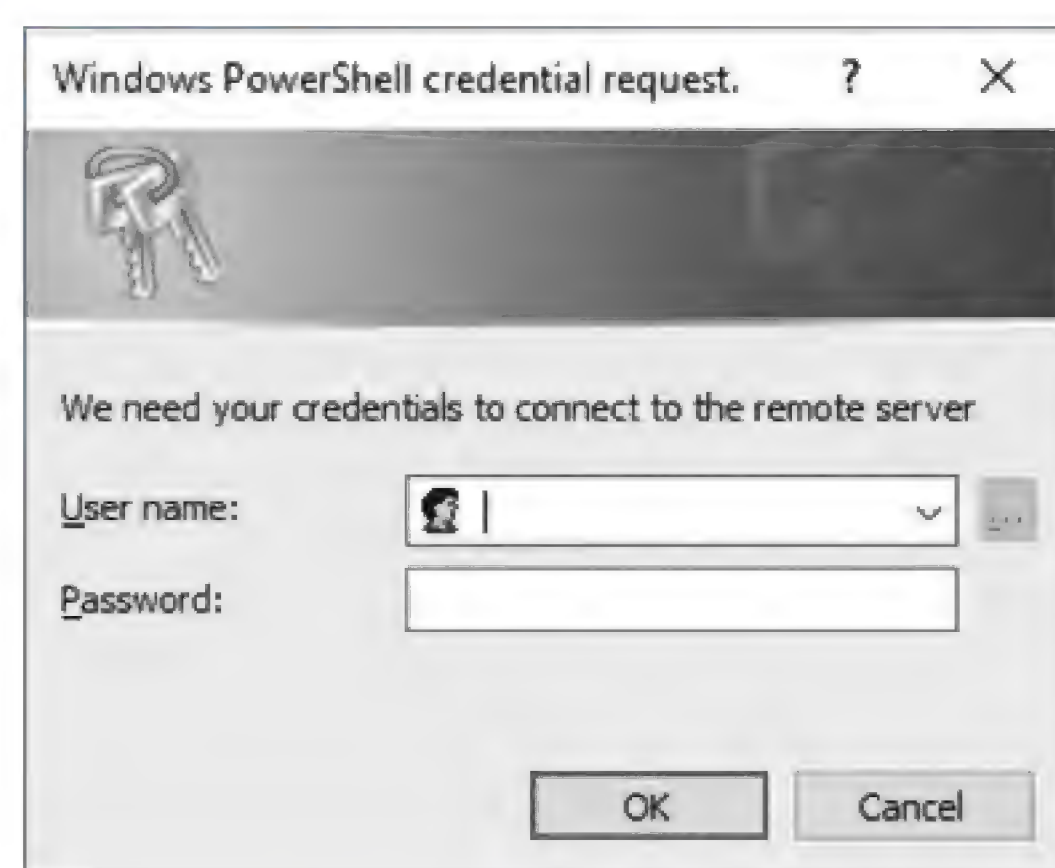 Windows PowerShell credential request. ? ×
We need your credentials to connect to the remote server
User name:
...
Password:
OK Cancel